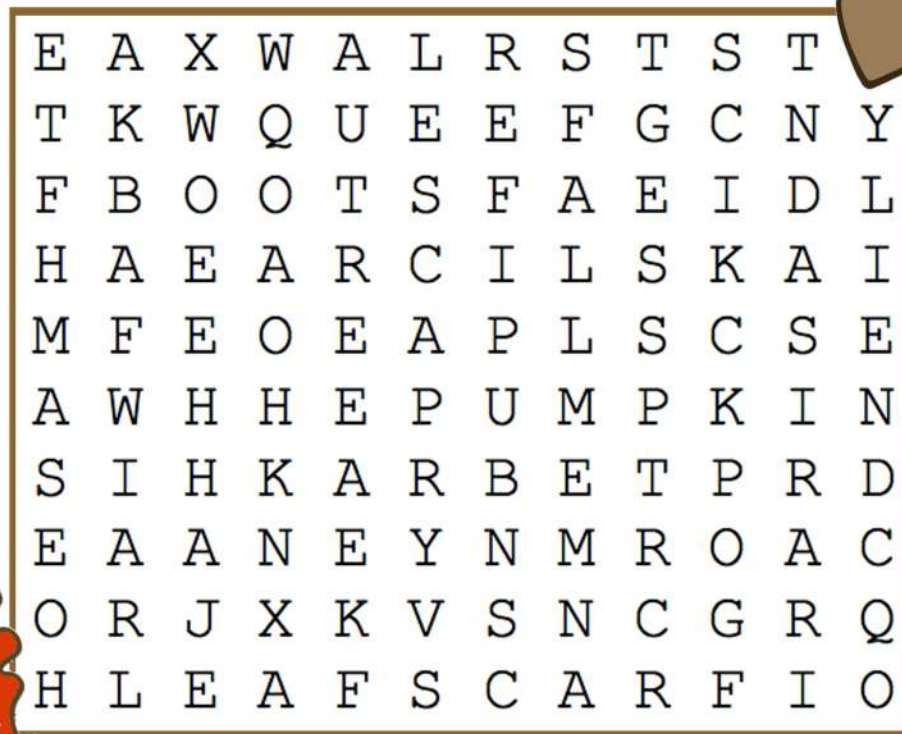 E A X W A L R S T S T
T K W Q U E E F G C N Y
F B O O T S F A E I D L
H A E A R C I L S K A I
M F E O E A P L S C S E
A W H H E P U M P K I N
S I H K A R B E T P R D
E A A N E Y N M R O A C
O R J X K V S N C G R Q
H L E A F S C A R F I O